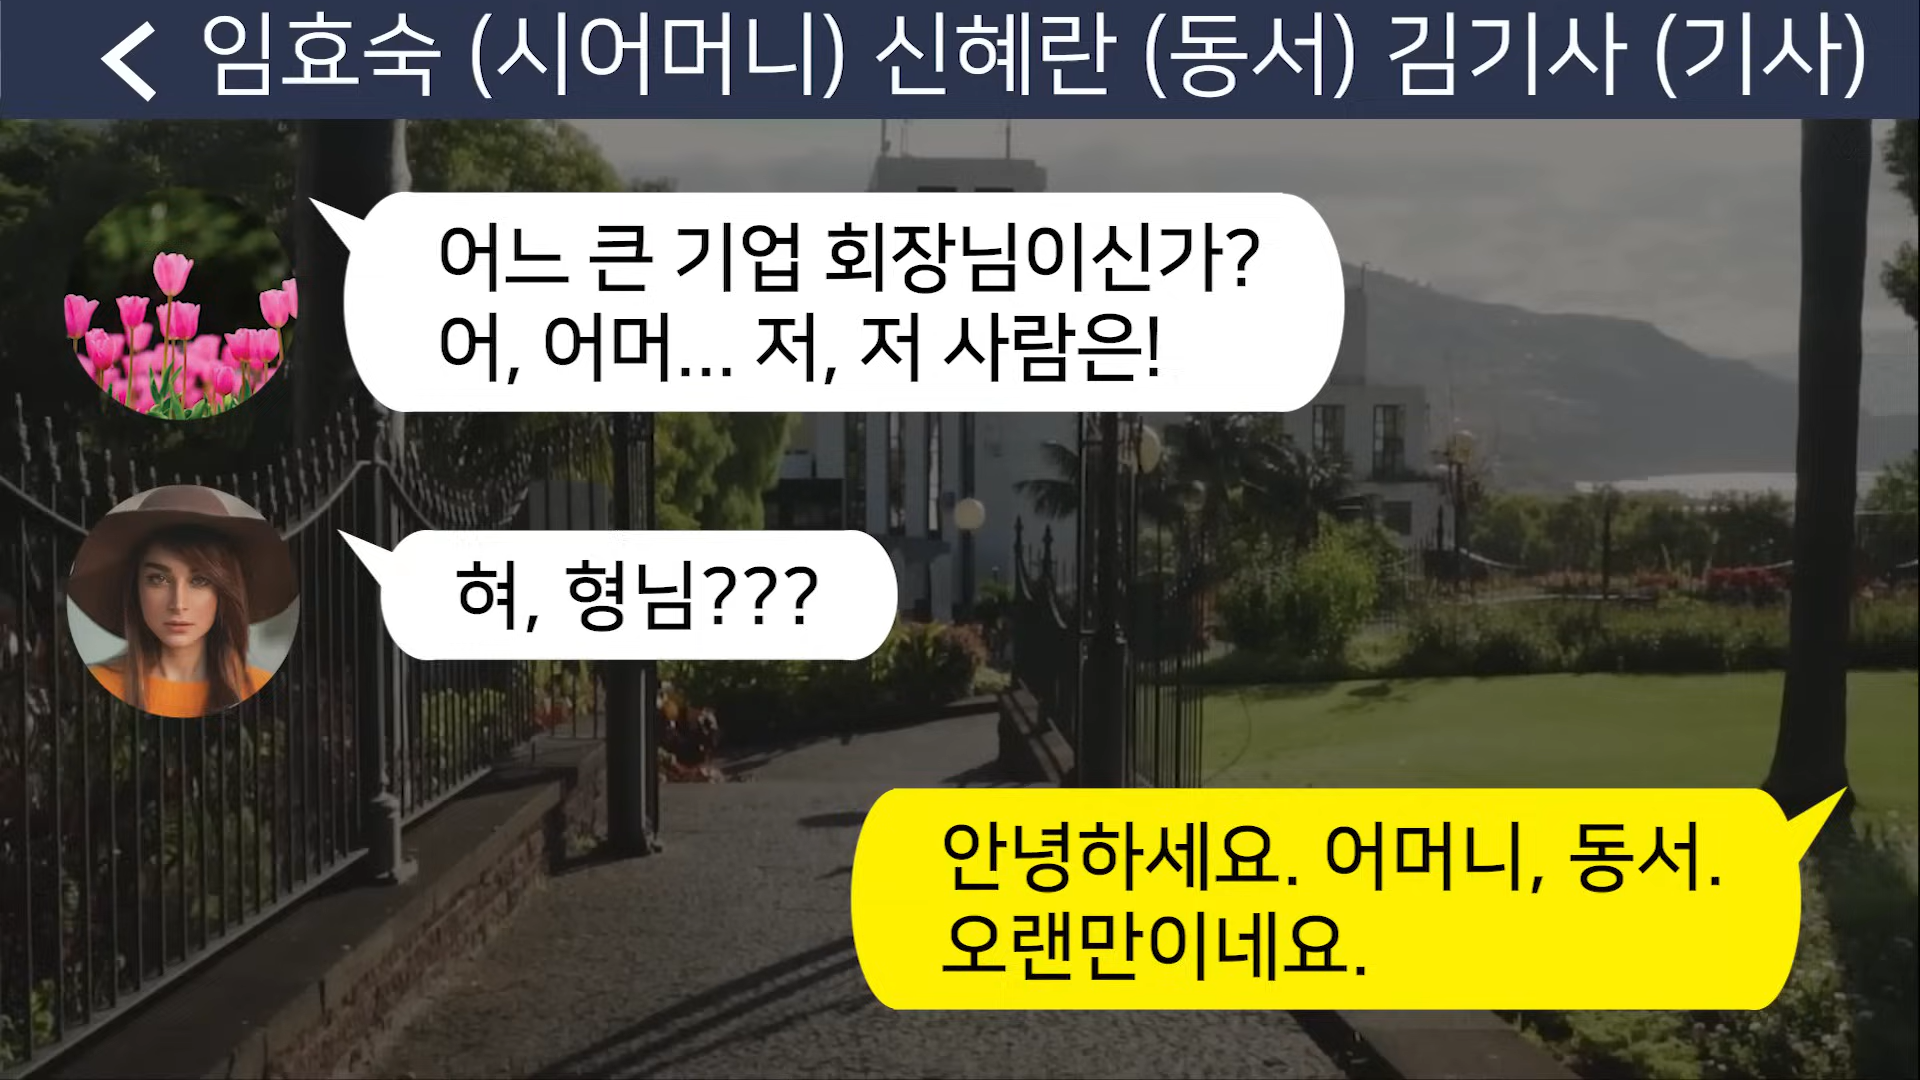 임효숙 (시어머니) 신혜란 (동서) 김기사 (기사)
어느 큰 기업 회장님이신가?
어, 어머... 저, 저 사람은!
혀, 형님???
안녕하세요. 어머니, 동서.
오랜만이네요.